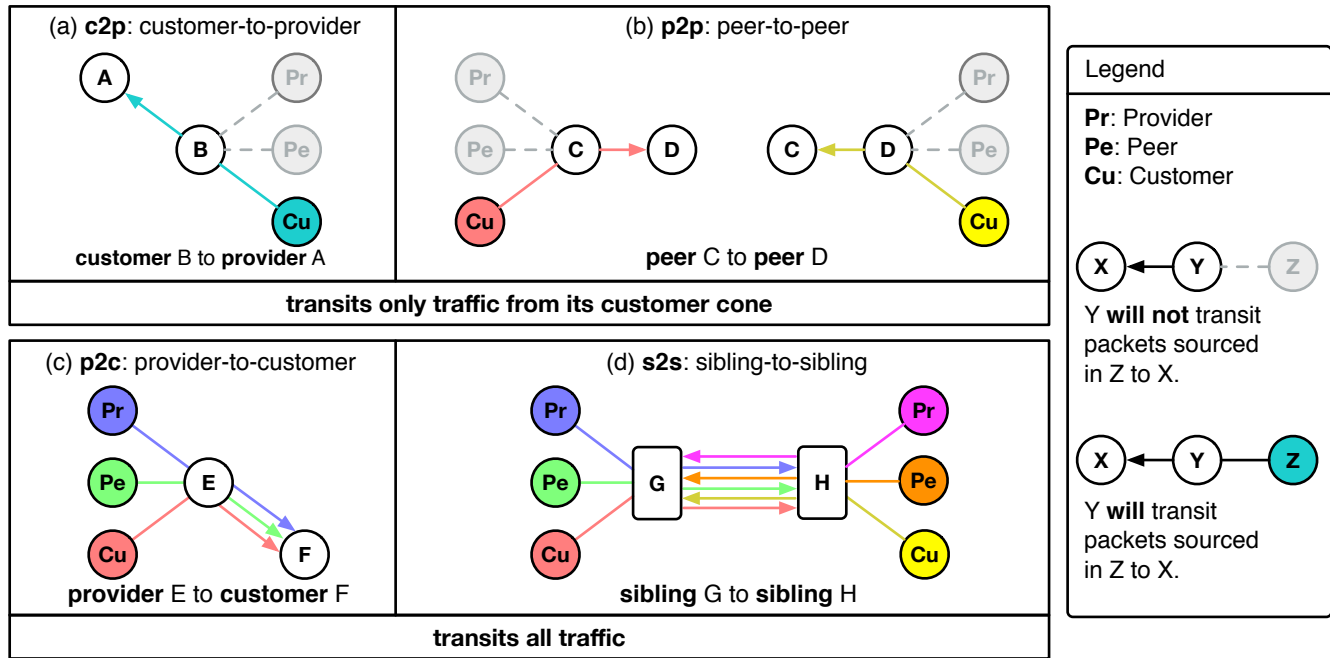 (a) c2p: customer-to-provider
A
Pr
B
Pe
Cu
customer B to provider A
(b) p2p: peer-to-peer
Pr
Pr
Pe
C
D
C
D
Pe
Cu
Cu
peer C to peer D
transits only traffic from its customer cone
(c) p2c: provider-to-customer
Pr
Pe
E
Cu
F
provider E to customer F
(d) s2s: sibling-to-sibling
Pr
Pr
Pe
G
H
Pe
Cu
Cu
sibling G to sibling H
transits all traffic
Legend
Pr: Provider
Pe: Peer
Cu: Customer
X
Y
Z
Y will not transit
packets sourced
in Z to X.
X
Y
Z
Y will transit
packets sourced
in Z to X.